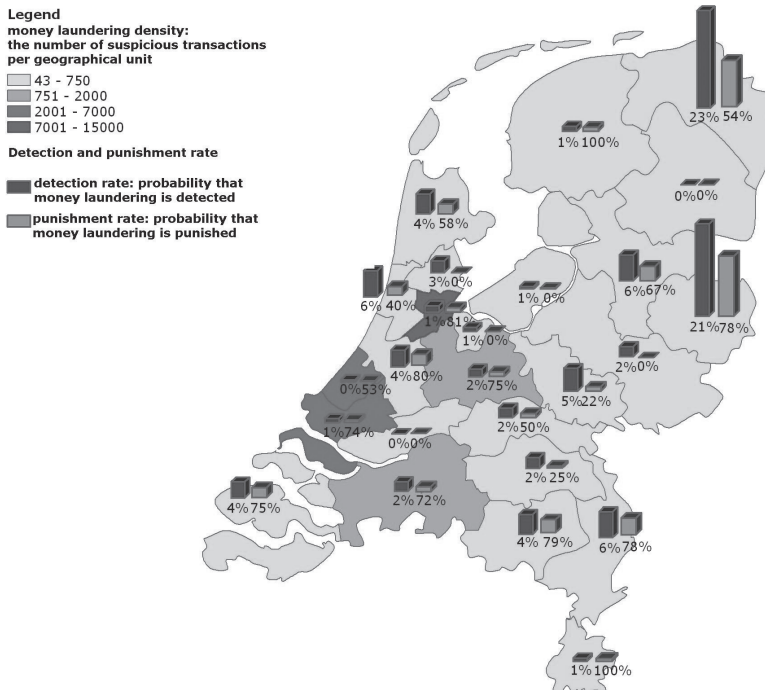 Legend
money laundering density:
the number of suspicious transactions
per geographical unit
43 - 750
751 - 2000
2001 - 7000
7001 - 15000
Detection and punishment rate
detection rate: probability that
money laundering is detected
punishment rate: probability that
money laundering is punished
23% 54%
1% 100%
0%0%
4% 58%
3%0%
6% 40%
1% 0%
6%67%
1%81%
21%78%
1% 0%
2%0%
4%80%
0%53%
2%75%
5%22%
2%50%
1%74%
0%0%
2% 25%
4%75%
2%72%
4% 79%
6%78%
1% 100%